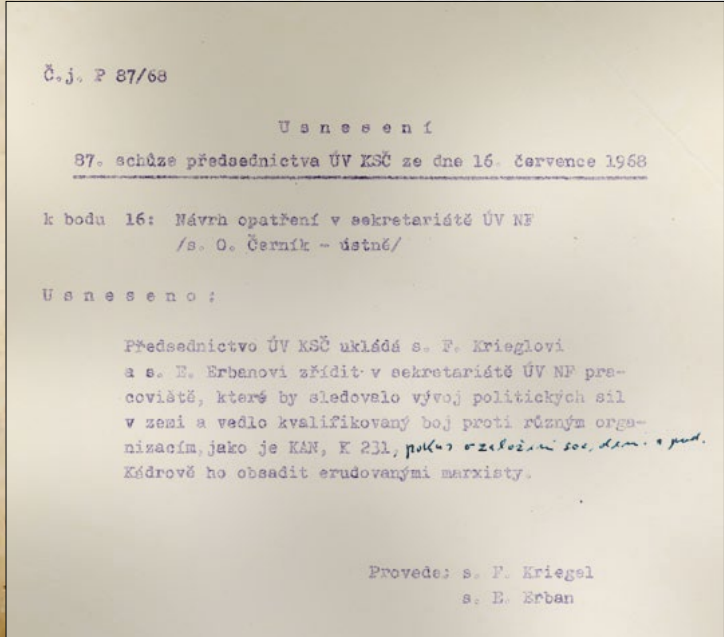 Č.j. P 87/68
U s n e s e n í
87. schůze předsednictva ÚV KSČ ze dne 16. července 1968
k bodu 16: Návrh opatření v sekretariátě ÚV NF
/s. O. Černík - ústně/
U s n e s e n o :
Předsednictvo ÚV KSČ ukládá s. F. Krieglovi
a s. E. Erbanovi zřídit v sekretariátě ÚV NF pra-
coviště, které by sledovalo vývoj politických sil
v zemi a vedlo kvalifikovaný boj proti různým orga-
nizacím, jako je KAN, K 231, pokus o založení soc. dem. a pod.
Kádrově ho obsadit erudovanými marxisty.
Provede: s. F. Kriegel
s. E. Erban